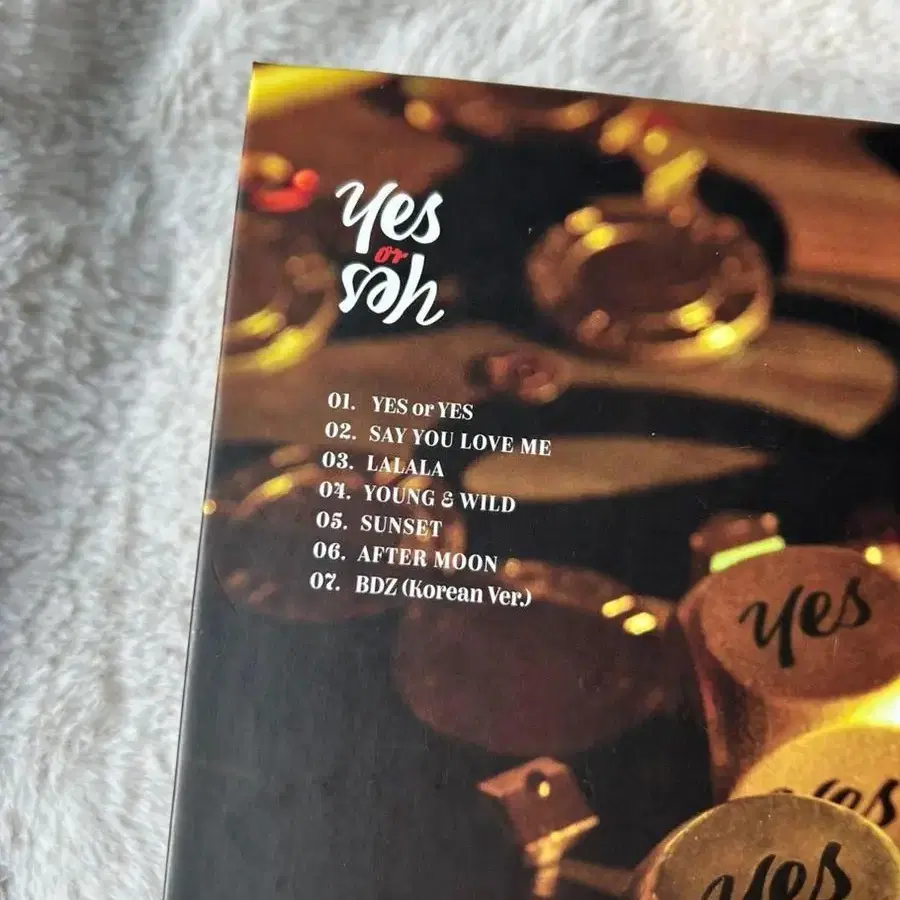 yes
or
yes
01. YES or YES
02. SAY YOU LOVE ME
03. LALALA
04. YOUNG & WILD
05. SUNSET
06. AFTER MOON
07. BDZ (Korean Ver.)
yes
yes
yes